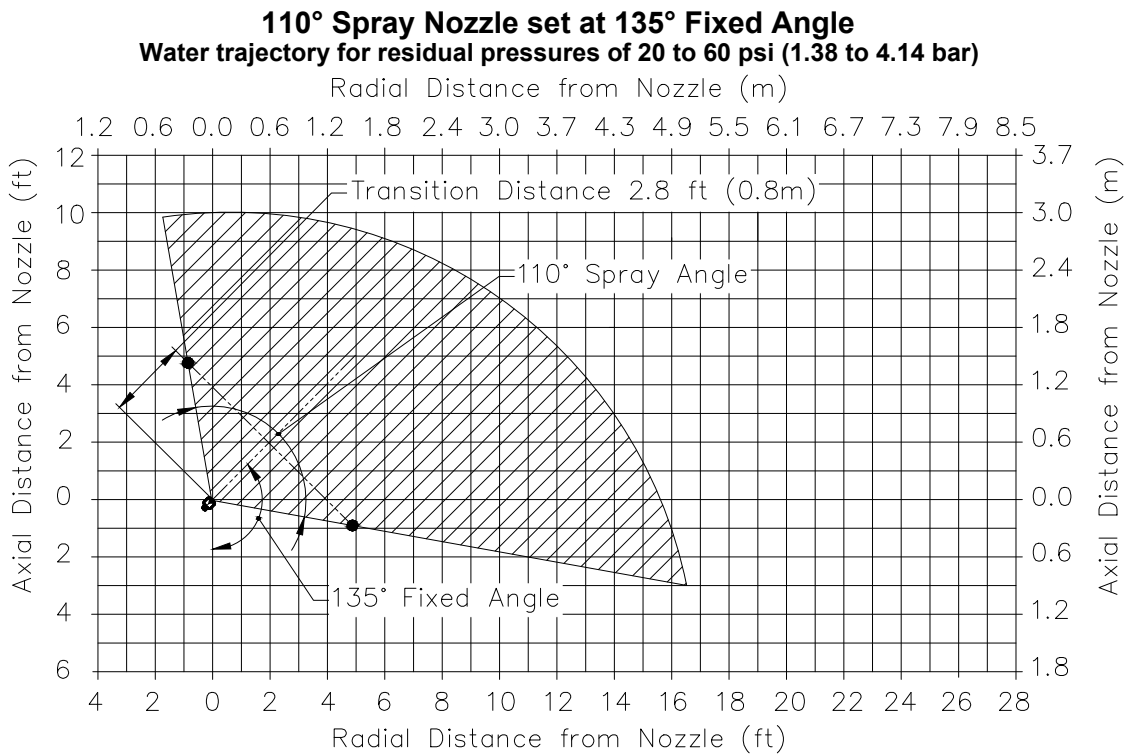 110° Spray Nozzle set at 135° Fixed Angle
Water trajectory for residual pressures of 20 to 60 psi (1.38 to 4.14 bar)
Radial Distance from Nozzle (m)
1.2 0.6 0.0 0.6 1.2 1.8 2.4 3.0 3.7 4.3 4.9 5.5 6.1 6.7 7.3 7.9 8.5
Axial Distance from Nozzle (ft)
12
10
8
6
4
2
0
2
4
6
Transition Distance 2.8 ft (0.8m)
110° Spray Angle
135° Fixed Angle
3.7
3.0
2.4
1.8
1.2
0.6
0.0
0.6
1.2
1.8
Axial Distance from Nozzle (m)
4 2 0 2 4 6 8 10 12 14 16 18 20 22 24 26 28
Radial Distance from Nozzle (ft)